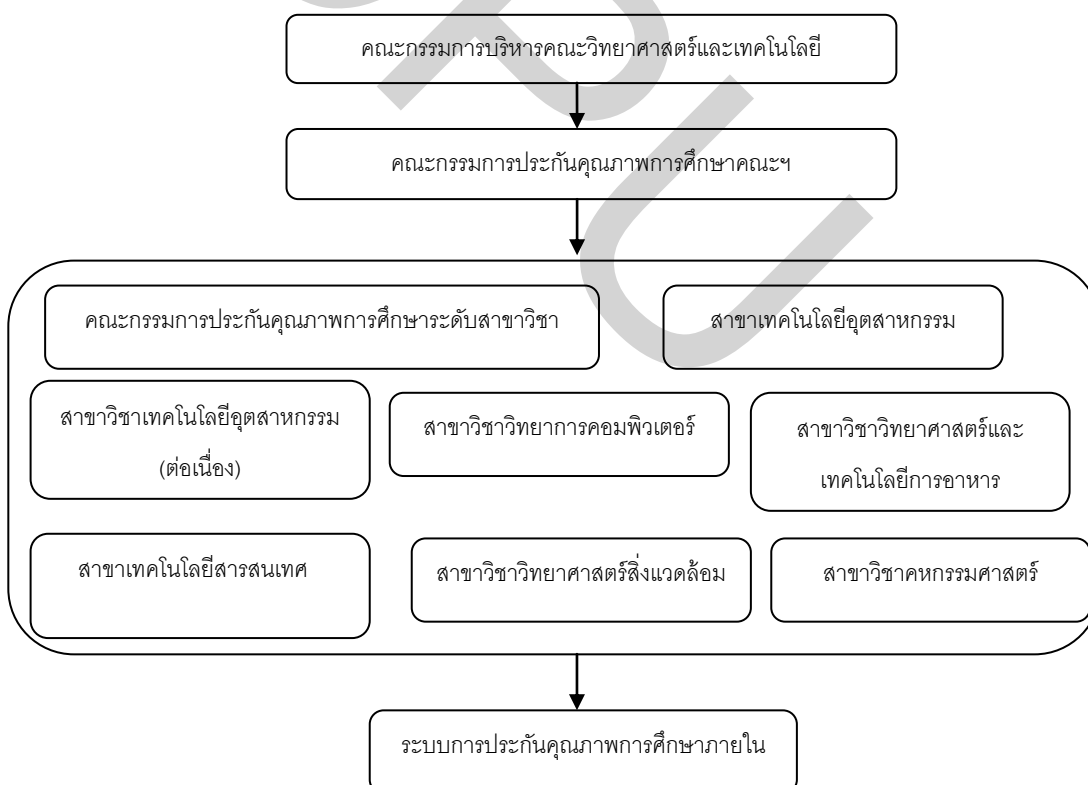 คณะกรรมการบริหารคณะวิทยาศาสตร์และเทคโนโลยี
คณะกรรมการประกันคุณภาพการศึกษาคณะฯ
คณะกรรมการประกันคุณภาพการศึกษาระดับสาขาวิชา
สาขาเทคโนโลยีอุตสาหกรรม
สาขาวิชาเทคโนโลยีอุตสาหกรรม
(ต่อเนื่อง)
สาขาวิชาวิทยาการคอมพิวเตอร์
สาขาวิชาวิทยาศาสตร์และ
เทคโนโลยีการอาหาร
สาขาเทคโนโลยีสารสนเทศ
สาขาวิชาวิทยาศาสตร์สิ่งแวดล้อม
สาขาวิชาคหกรรมศาสตร์
ระบบการประกันคุณภาพการศึกษาภายใน